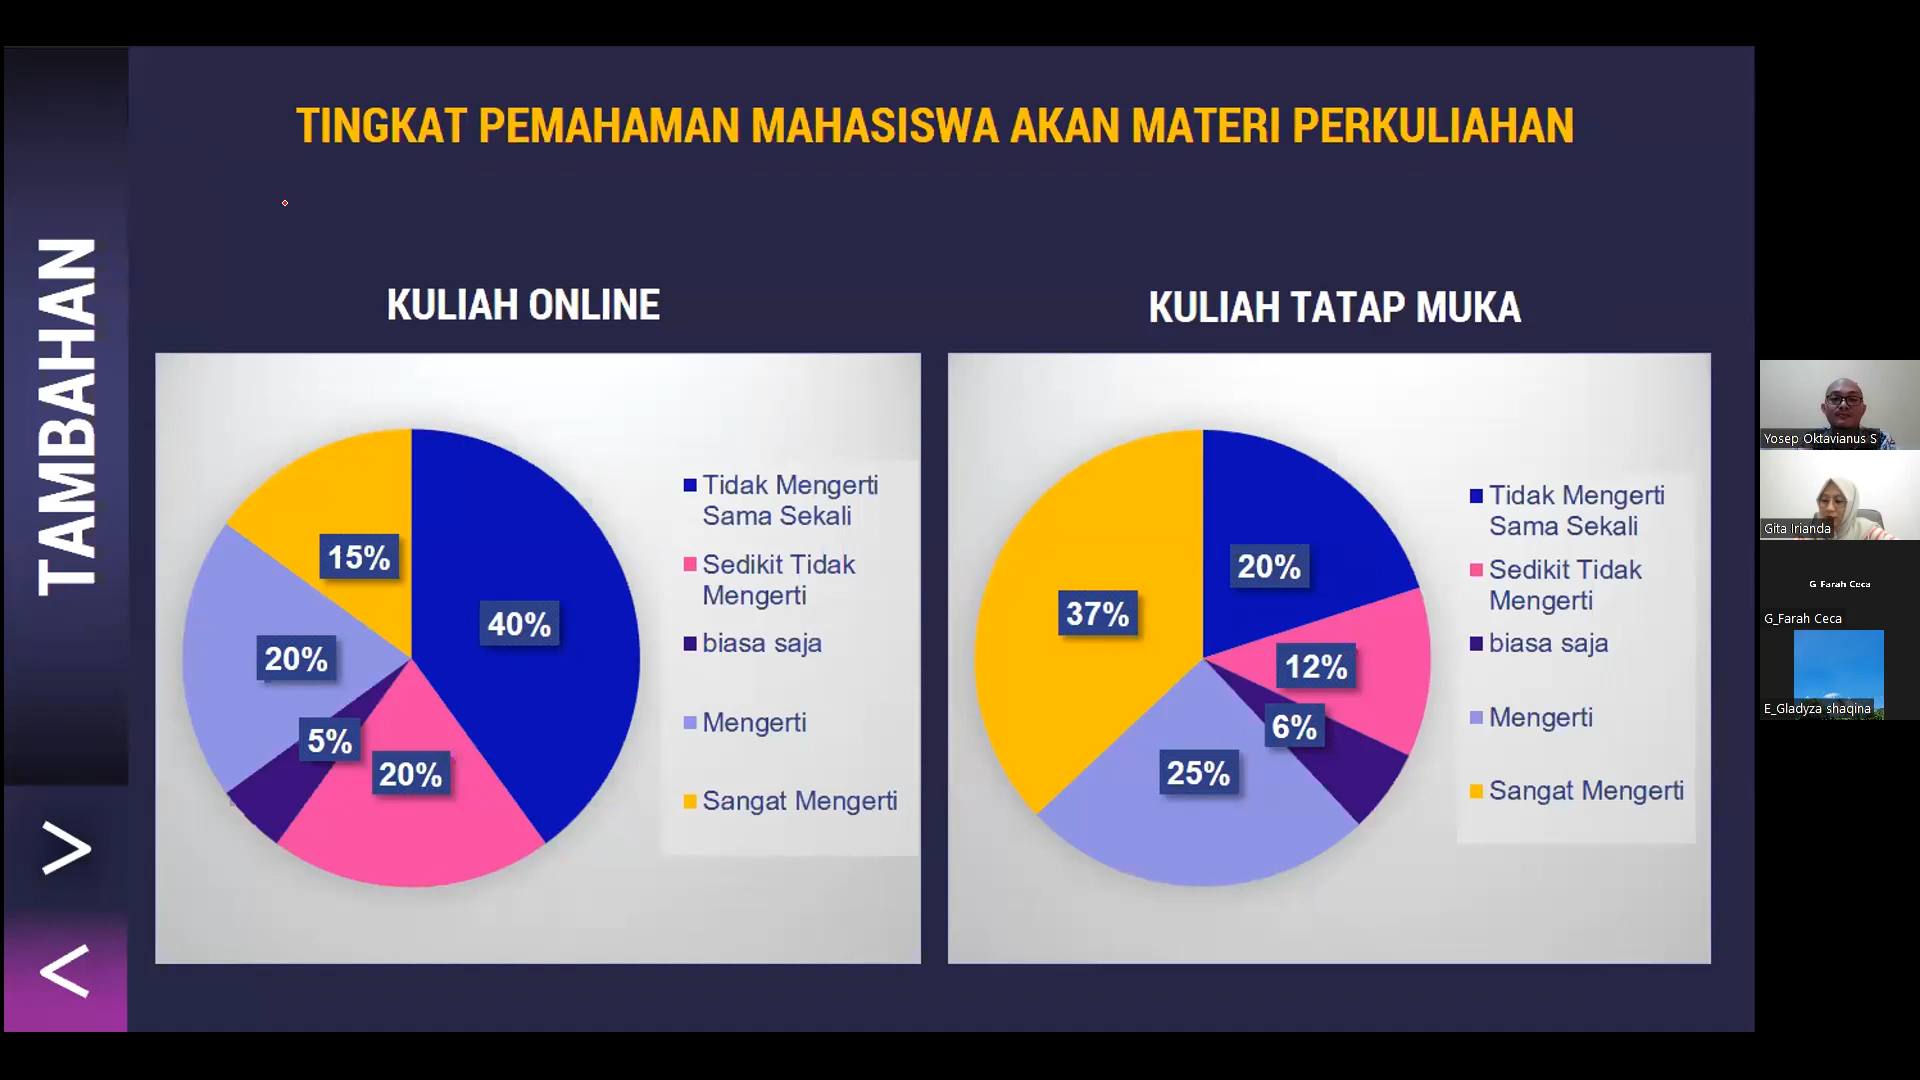 TAMBAHAN
TINGKAT PEMAHAMAN MAHASISWA AKAN MATERI PERKULIAHAN
KULIAH ONLINE
15%
40%
20%
5%
20%
Tidak Mengerti
Sama Sekali
Sedikit Tidak
Mengerti
biasa saja
Mengerti
Sangat Mengerti
KULIAH TATAP MUKA
20%
37%
12%
6%
25%
Tidak Mengerti
Sama Sekali
Sedikit Tidak
Mengerti
biasa saja
Mengerti
Sangat Mengerti
Yosep Oktavianus S
Gita Irianda
G_Farah Ceca
G_Farah Ceca
E_Gladyza shaqina